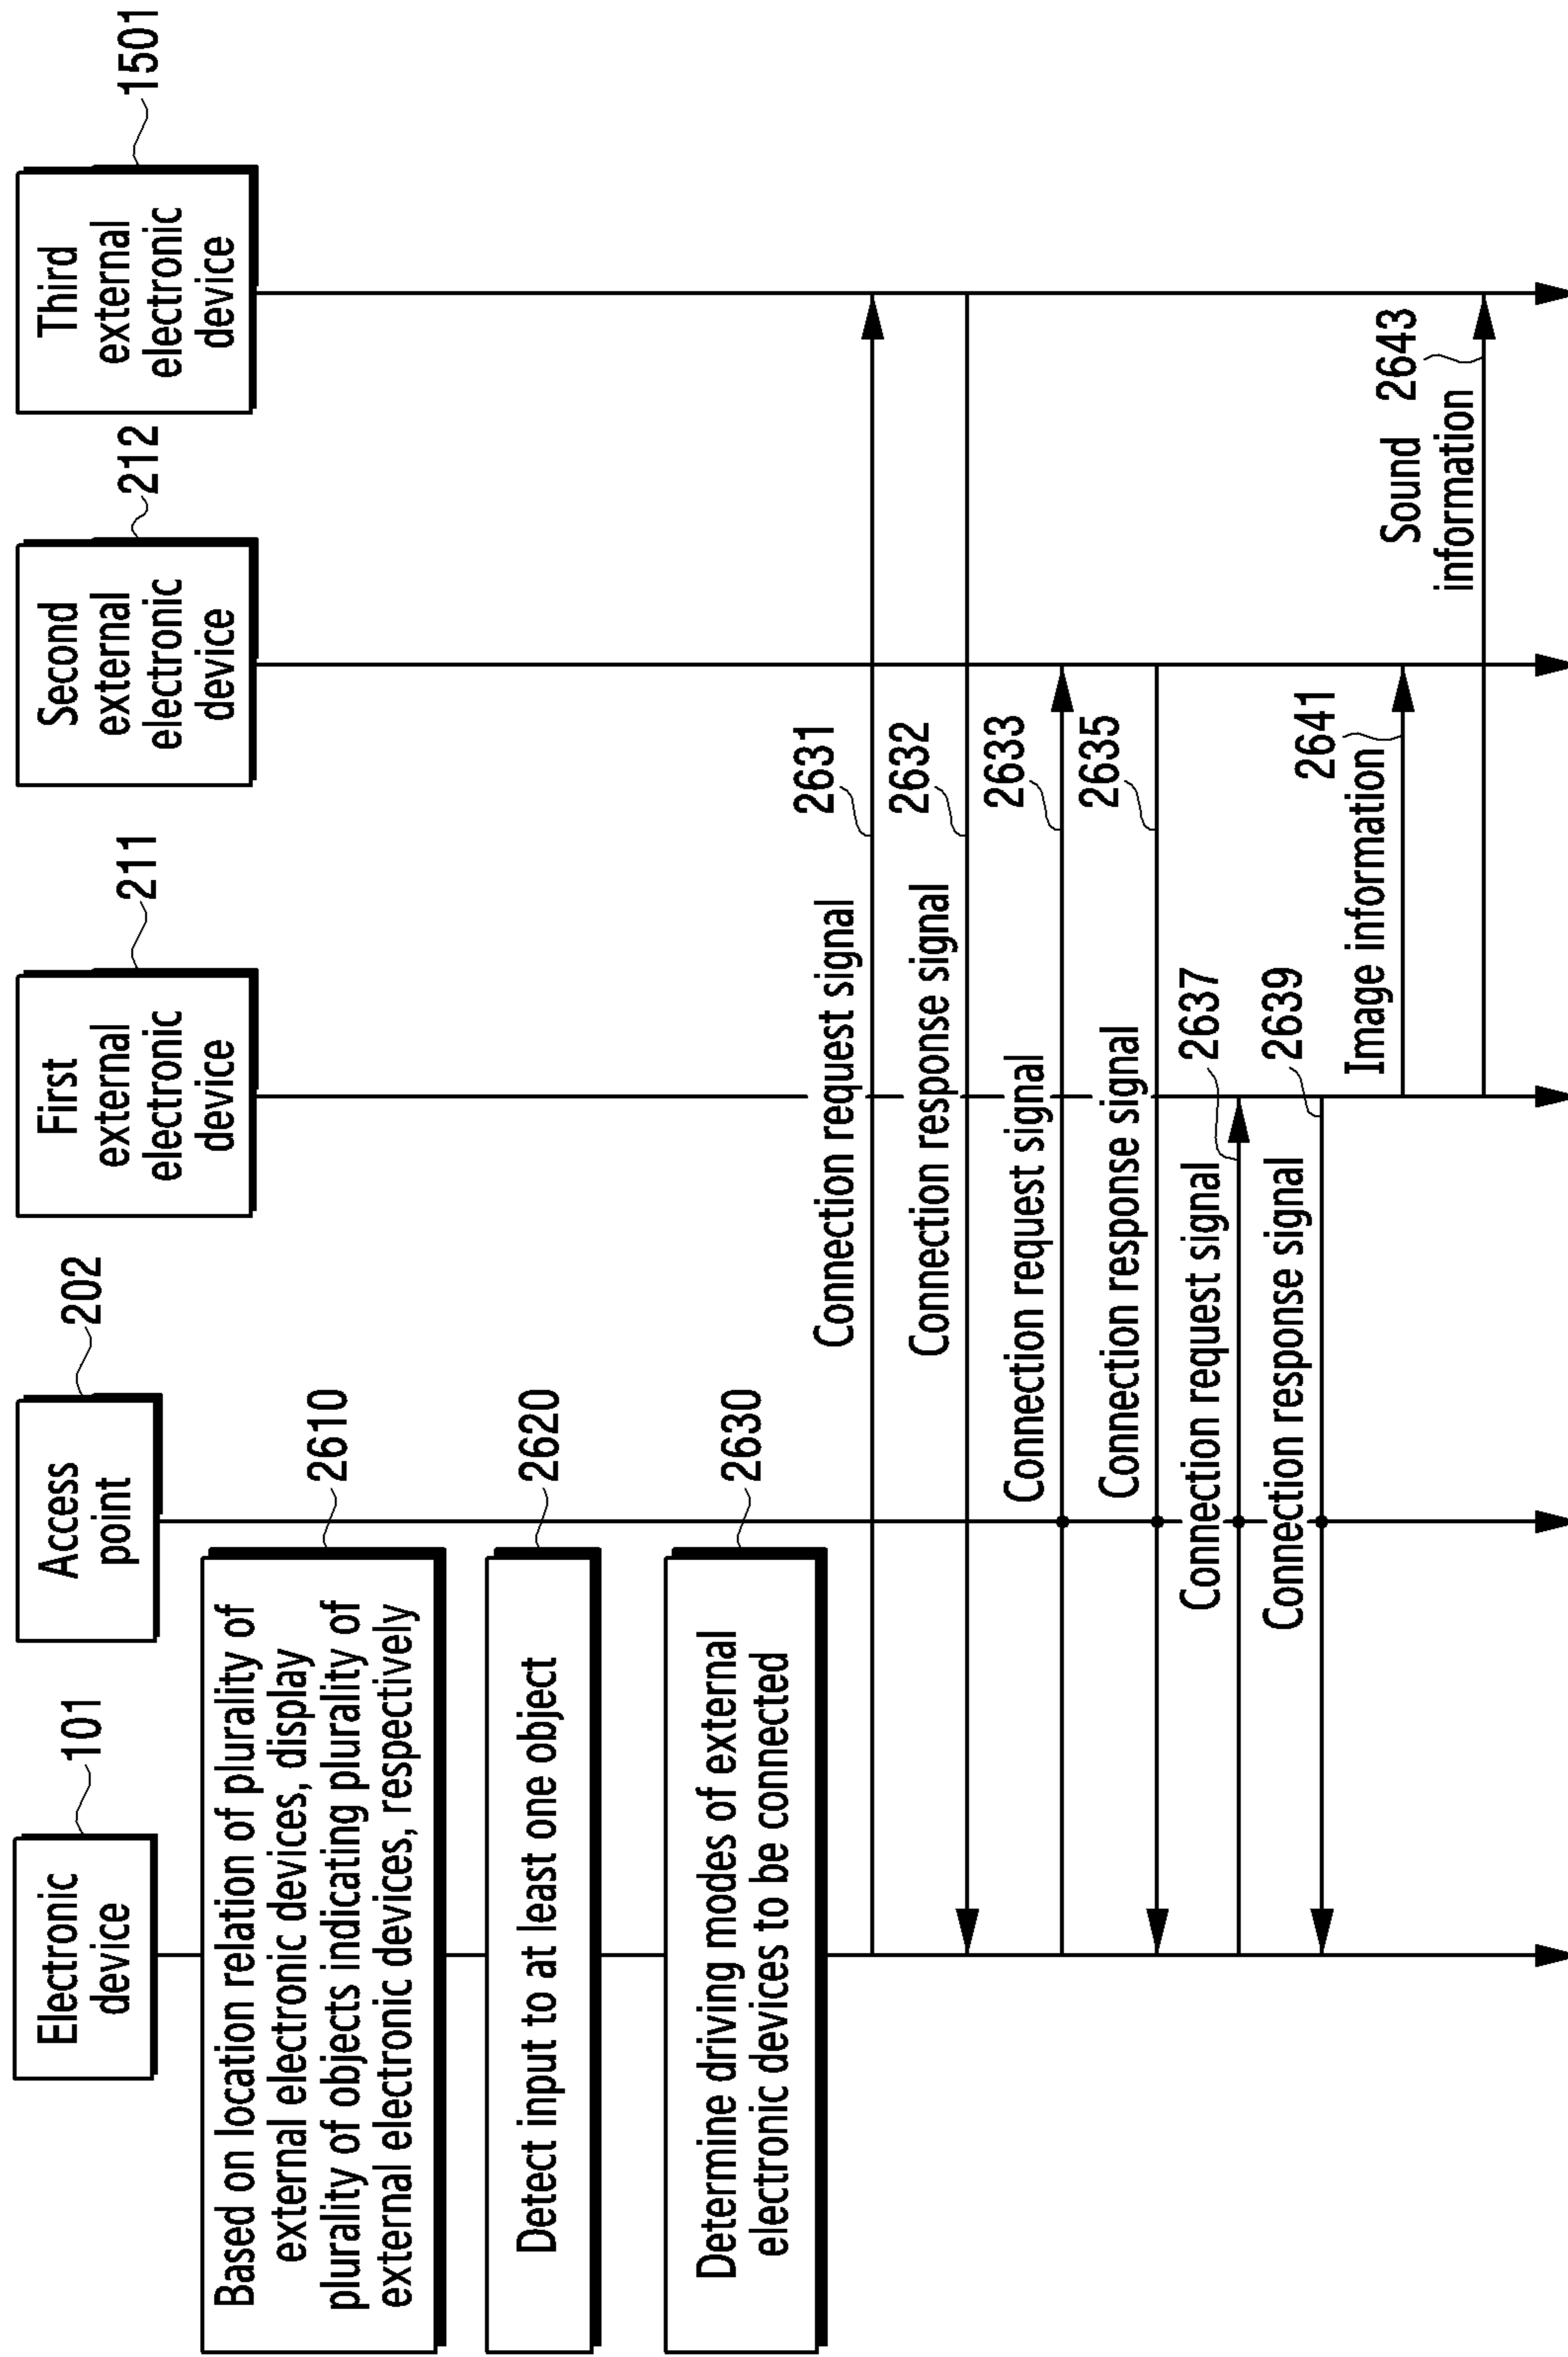 Electronic
device
101
Access
point
202
First
external
electronic
device
211
Second
external
electronic
device
212
Third
external
electronic
device
1501
Based on location relation of plurality of
external electronic devices, display
plurality of objects indicating plurality of
external electronic devices, respectively
2610
Detect input to at least one object
2620
Determine driving modes of external
electronic devices to be connected
2630
Connection request signal
2631
Connection response signal
2632
Connection request signal
2633
Connection response signal
2635
Connection request signal
2637
Connection response signal
2639
Image information
2641
Sound
information
2643